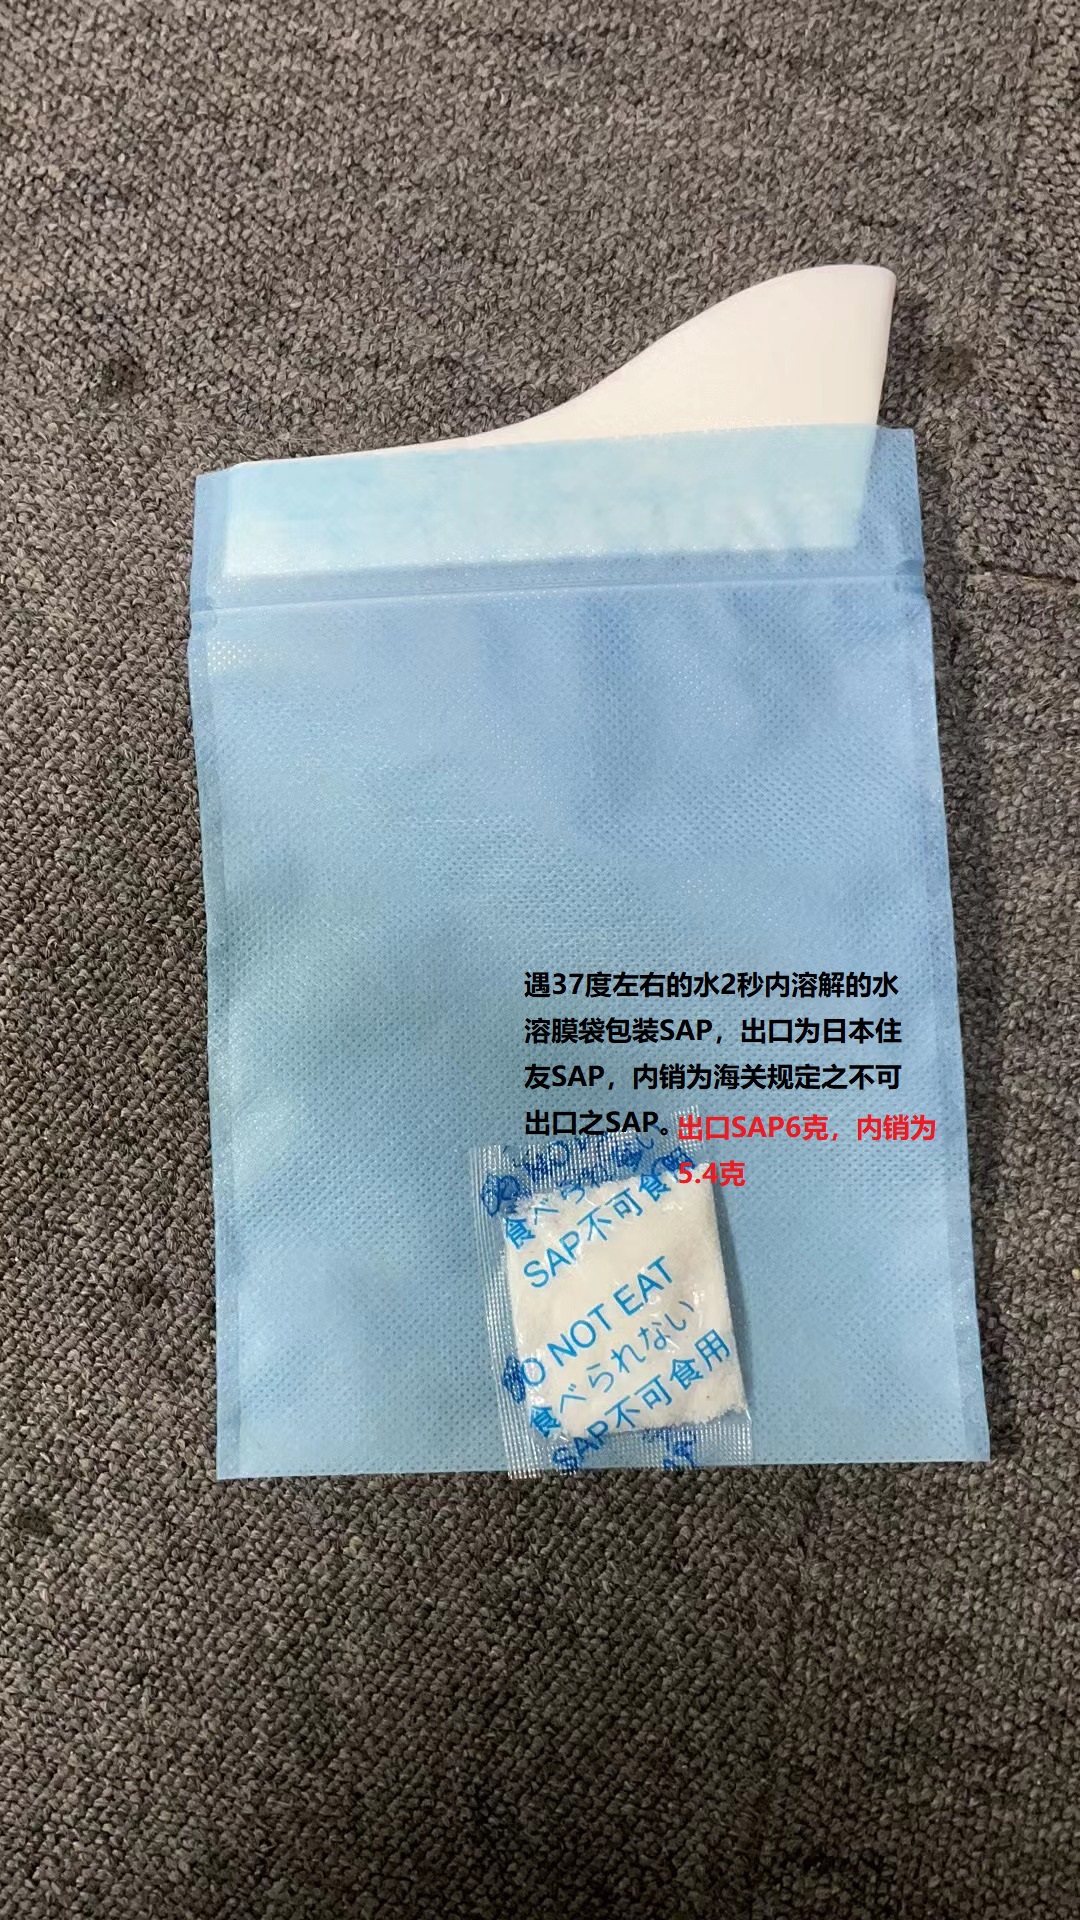 遇37度左右的水2秒内溶解的水
溶膜袋包装SAP，出口为日本住
友SAP，内销为海关规定之不可
出口之SAP。
出口SAP6克，内销为
5.4克
食べられない
SAP不可食用
DO NOT EAT
食べられない
SAP不可食用